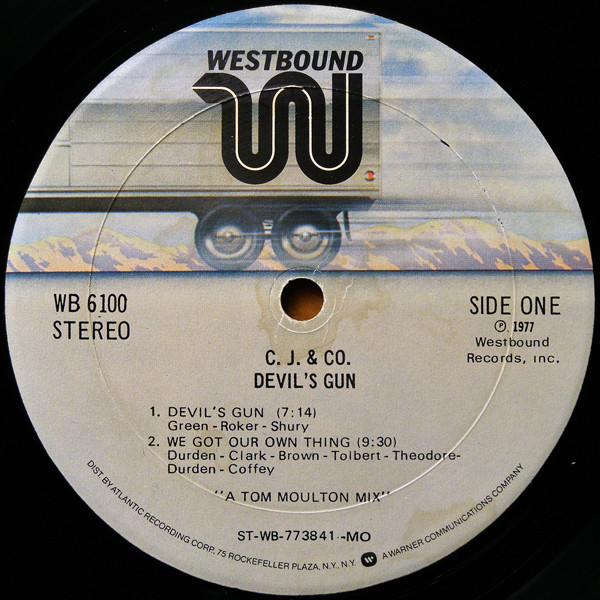 WESTBOUND
W
WB 6100
STEREO
SIDE ONE
℗ 1977
Westbound
Records, Inc.
C. J. & CO.
DEVIL'S GUN
1. DEVIL'S GUN (7:14)
Green - Roker - Shury
2. WE GOT OUR OWN THING (9:30)
Durden - Clark - Brown - Tolbert - Theodore-
Durden - Coffey
"A TOM MOULTON MIX"
ST-WB-773841--MO
DIST. BY ATLANTIC RECORDING CORP. 75 ROCKEFELLER PLAZA, N.Y., N.Y. W A WARNER COMMUNICATIONS COMPANY